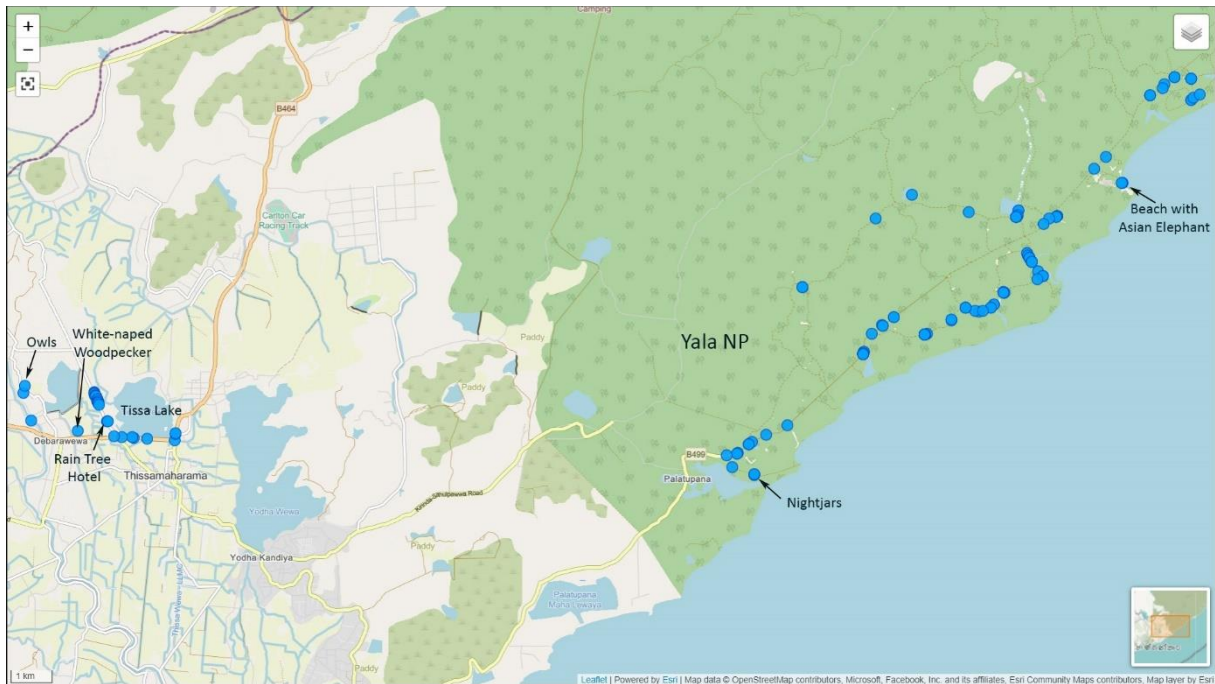 Camping
+
−
B464
Carlton Car
Racing Track
Beach with
Asian Elephant
White-naped
Woodpecker
Owls
Paddy
Yala NP
Paddy
Tissa Lake
Debarawewa
Rain Tree
Hotel
Thissamaharama
B499
Palatupana
Nightjars
Kirinda-Sithulpawwa Road
Yodha Wewa
Paddy
Yodha Kandiya
Palatupana
Maha Lewaya
Paddy
1 km
Leaflet | Powered by Esri | Map data © OpenStreetMap contributors, Microsoft, Facebook, Inc. and its affiliates, Esri Community Maps contributors, Map layer by Esri